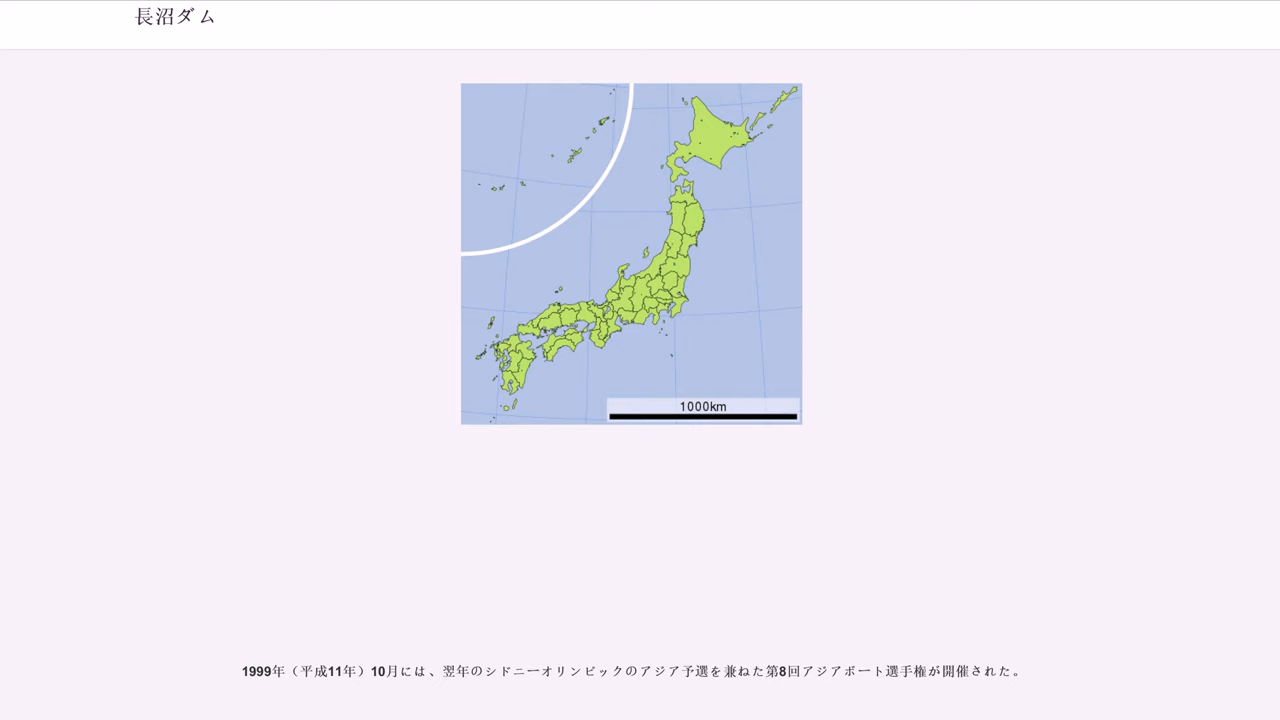 長沼ダム
1000km
1999年（平成11年）10月には、翌年のシドニーオリンピックのアジア予選を兼ねた第8回アジアボート選手権が開催された。